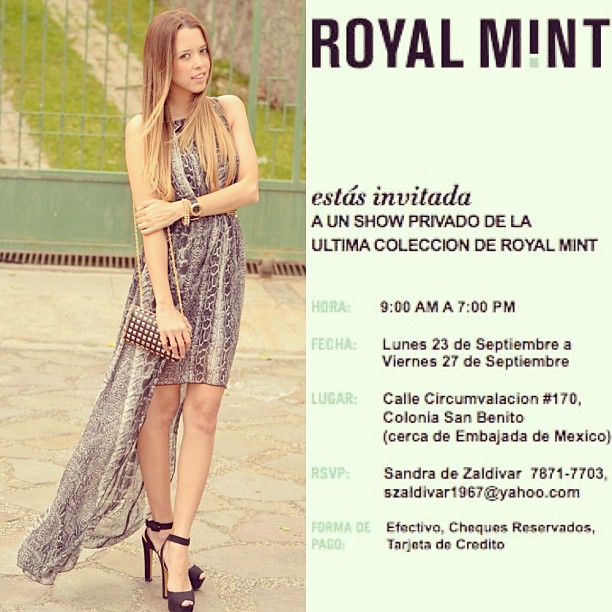 ROYAL M!NT
estás invitada
A UN SHOW PRIVADO DE LA
ULTIMA COLECCION DE ROYAL MINT
HORA: 9:00 AM A 7:00 PM
FECHA: Lunes 23 de Septiembre a
Viernes 27 de Septiembre
LUGAR: Calle Circumvalacion #170,
Colonia San Benito
(cerca de Embajada de Mexico)
RSVP: Sandra de Zaldivar 7871-7703,
szaldivar1967@yahoo.com
FORMA DE Efectivo, Cheques Reservados,
PAGO: Tarjeta de Credito